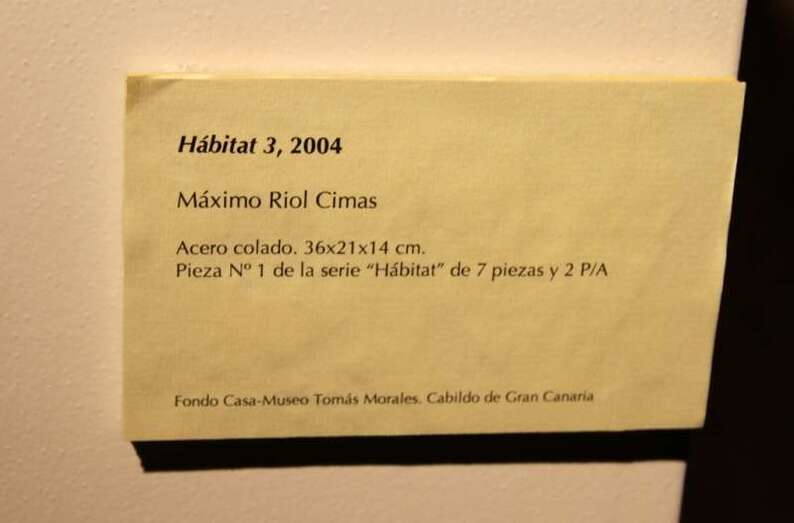 Hábitat 3, 2004
Máximo Riol Cimas
Acero colado. 36x21x14 cm.
Pieza Nº 1 de la serie “Hábitat” de 7 piezas y 2 P/A
Fondo Casa-Museo Tomás Morales. Cabildo de Gran Canaria